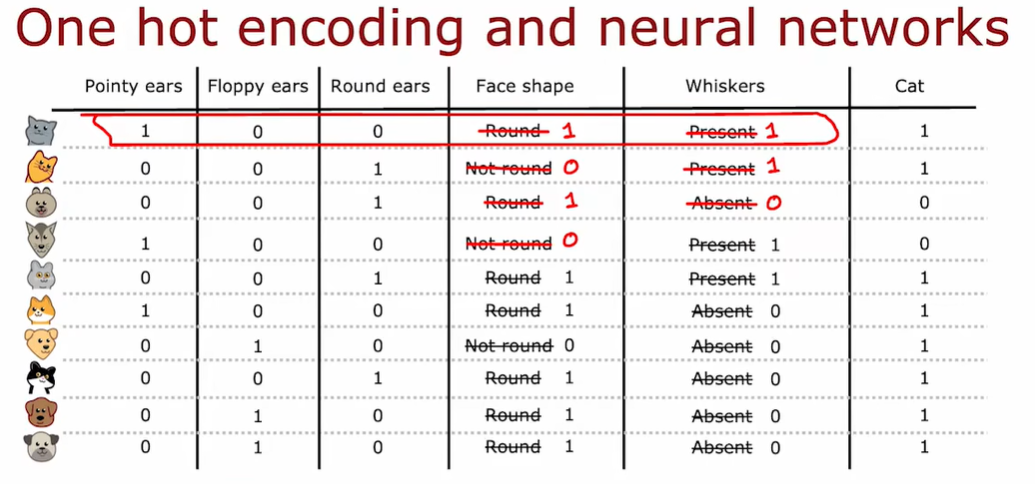 One hot encoding and neural networks
Pointy ears Floppy ears Round ears Face shape Whiskers Cat
1 0 0 Round 1 Present 1 1
0 0 1 Not round 0 Present 1 1
0 0 1 Round 1 Absent 0 0
1 0 0 Not round 0 Present 1 0
0 0 1 Round 1 Present 1 1
1 0 0 Round 1 Absent 0 1
0 1 0 Not round 0 Absent 0 1
0 0 1 Round 1 Absent 0 1
0 1 0 Round 1 Absent 0 1
0 1 0 Round 1 Absent 0 1